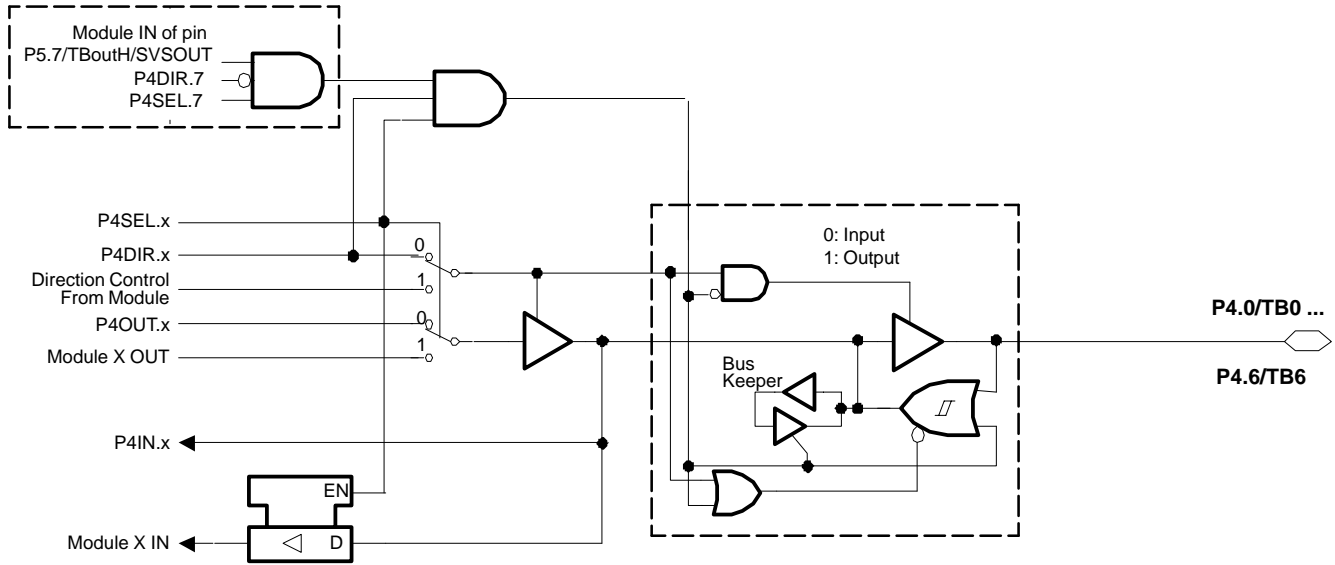 Module IN of pin
P5.7/TBoutH/SVSOUT
P4DIR.7
P4SEL.7
P4SEL.x
P4DIR.x
0
Direction Control
From Module
1
P4OUT.x
0
Module X OUT
1
0: Input
1: Output
P4.0/TB0 ...
P4.6/TB6
Bus
Keeper
P4IN.x
EN
Module X IN
D